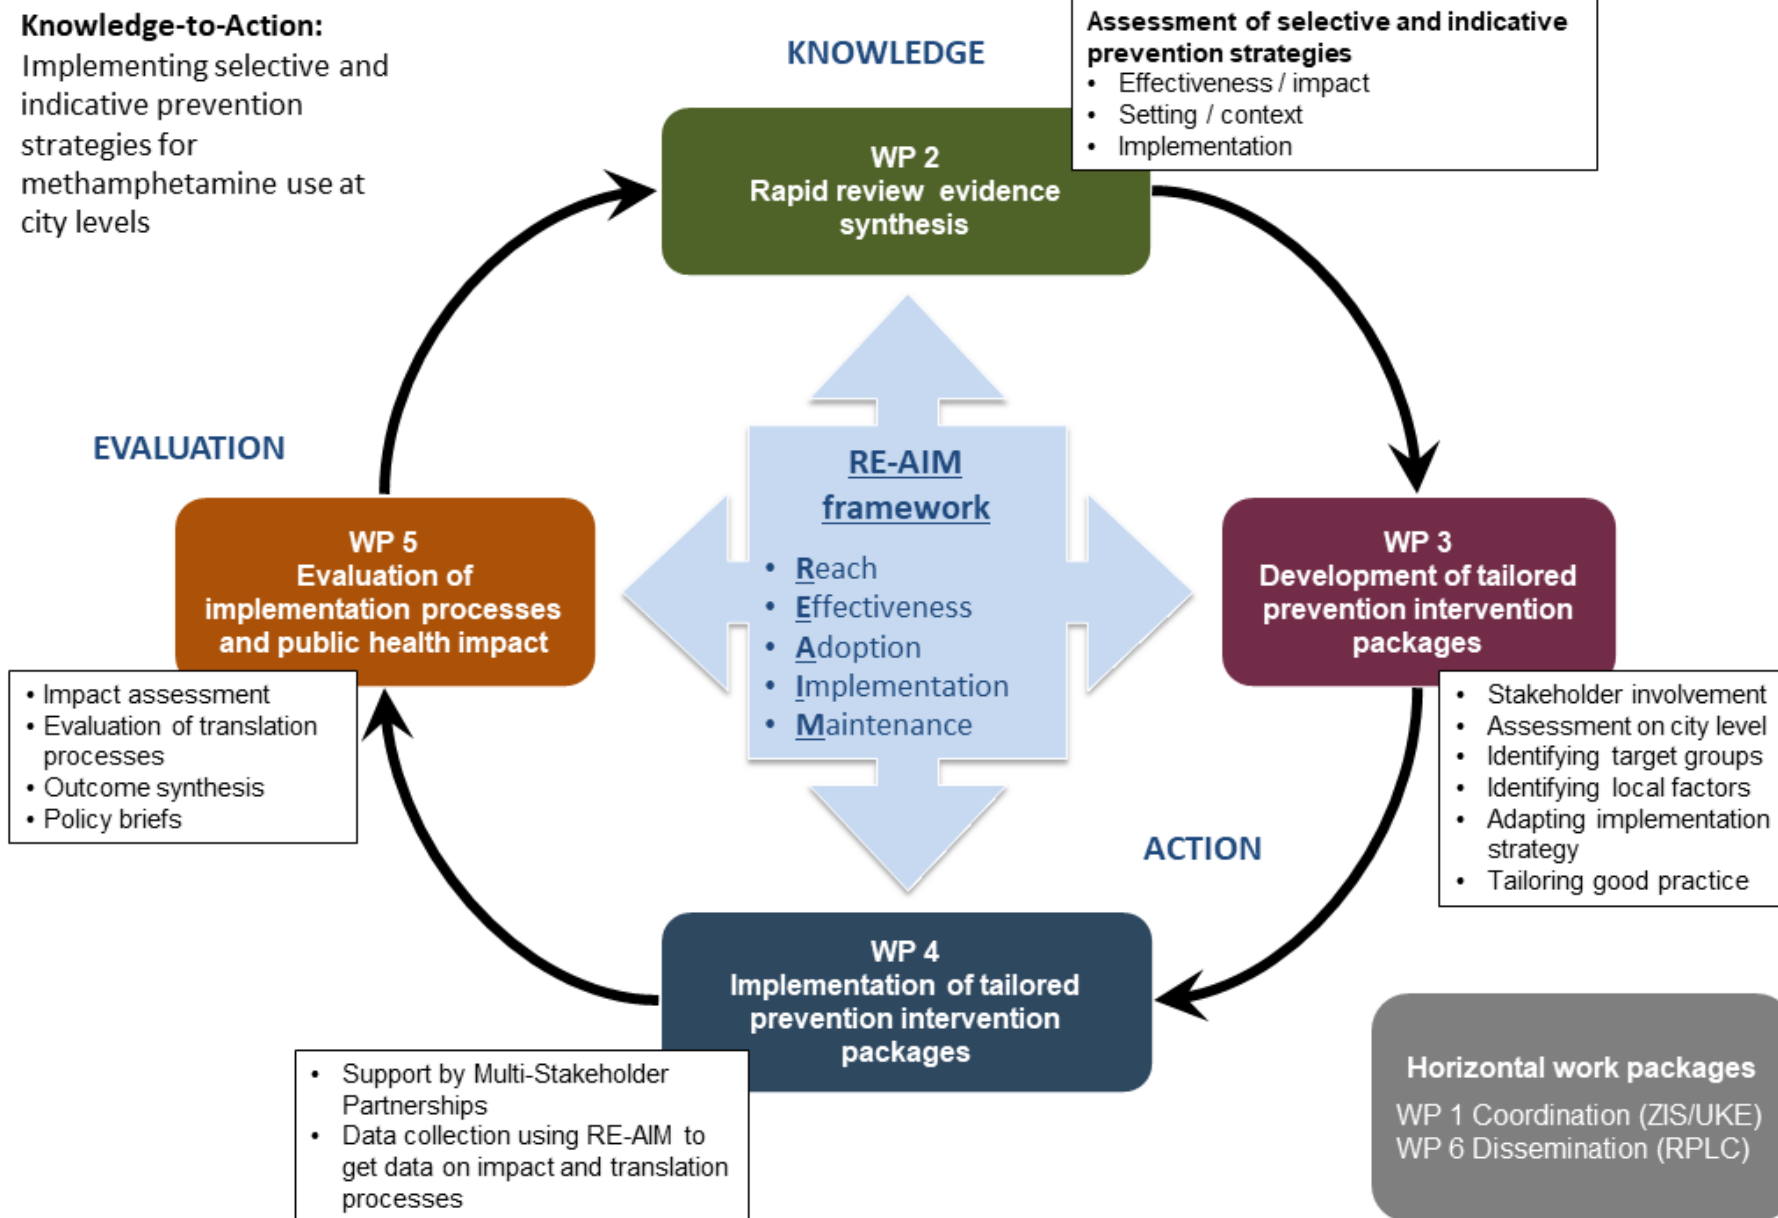 Knowledge-to-Action:
Implementing selective and
indicative prevention
strategies for
methamphetamine use at
city levels
KNOWLEDGE
Assessment of selective and indicative
prevention strategies
• Effectiveness / impact
• Setting / context
• Implementation
WP 2
Rapid review evidence
synthesis
EVALUATION
RE-AIM
framework
• Reach
• Effectiveness
• Adoption
• Implementation
• Maintenance
WP 5
Evaluation of
implementation processes
and public health impact
• Impact assessment
• Evaluation of translation
processes
• Outcome synthesis
• Policy briefs
WP 3
Development of tailored
prevention intervention
packages
• Stakeholder involvement
• Assessment on city level
• Identifying target groups
• Identifying local factors
• Adapting implementation
strategy
• Tailoring good practice
ACTION
WP 4
Implementation of tailored
prevention intervention
packages
• Support by Multi-Stakeholder
Partnerships
• Data collection using RE-AIM to
get data on impact and translation
processes
Horizontal work packages
WP 1 Coordination (ZIS/UKE)
WP 6 Dissemination (RPLC)